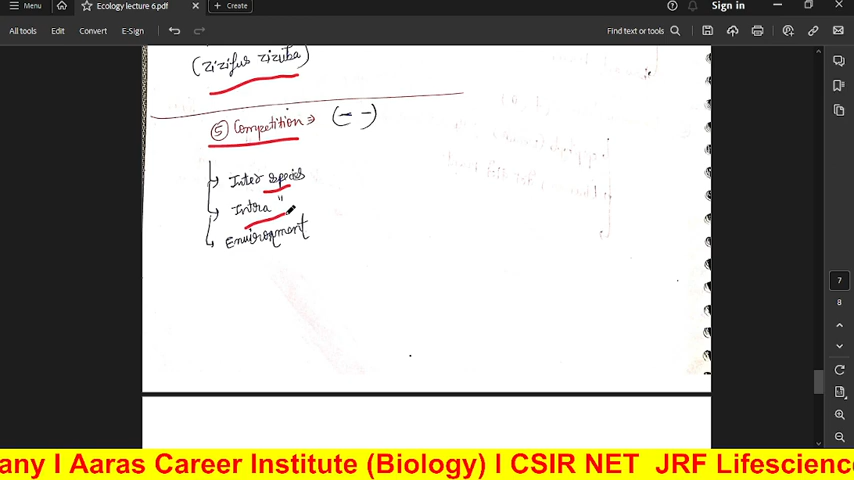 Menu
Ecology lecture 6.pdf
Create
Sign in
All tools
Edit
Convert
E-Sign
Find text or tools
(Zizifus zizuba)
⑤ Competition ⇒ (- -)
→ Inter species
→ Intra "
→ Environment
7
8
any l Aaras Career Institute (Biology) l CSIR NET JRF Lifescience